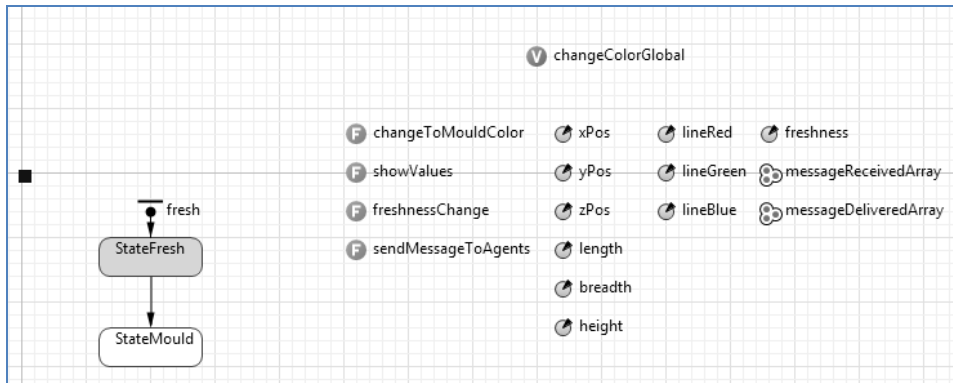 V changeColorGlobal
F changeToMouldColor xPos lineRed freshness
F showValues yPos lineGreen messageReceivedArray
F freshnessChange zPos lineBlue messageDeliveredArray
fresh
StateFresh
F sendMessageToAgents length
breadth
height
StateMould